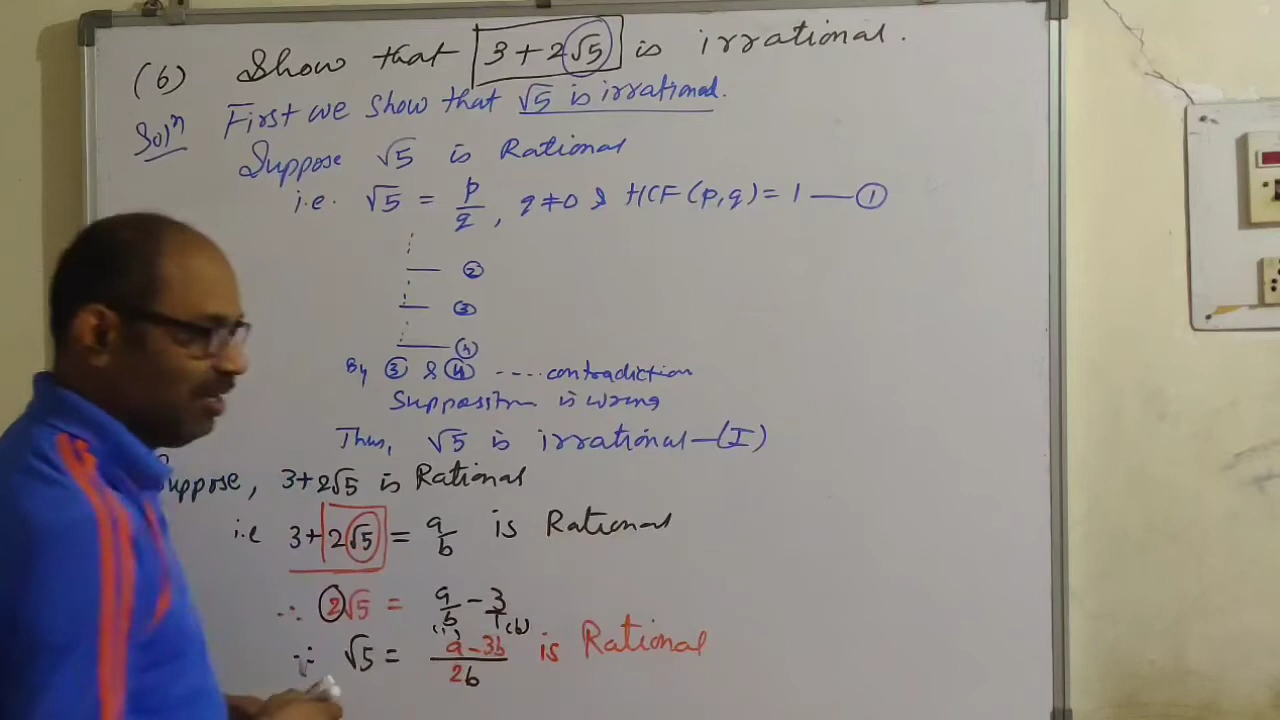 (6) Show that 3+2√5 is irrational.
Solⁿ First we show that √5 is irrational.
Suppose √5 is Rational
i.e. √5 = p/q, q≠0 & HCF(p,q) = 1 — ①
— ②
— ③
— ④
By ③ & ④ ---- contradiction
Supposition is wrong
Thus, √5 is irrational—(I)
Suppose, 3+2√5 is Rational
i.e 3+2√5 = a/b is Rational
∴ 2√5 = a/b - 3/1
(1) (b)
∵ √5 = a-3b/2b is Rational